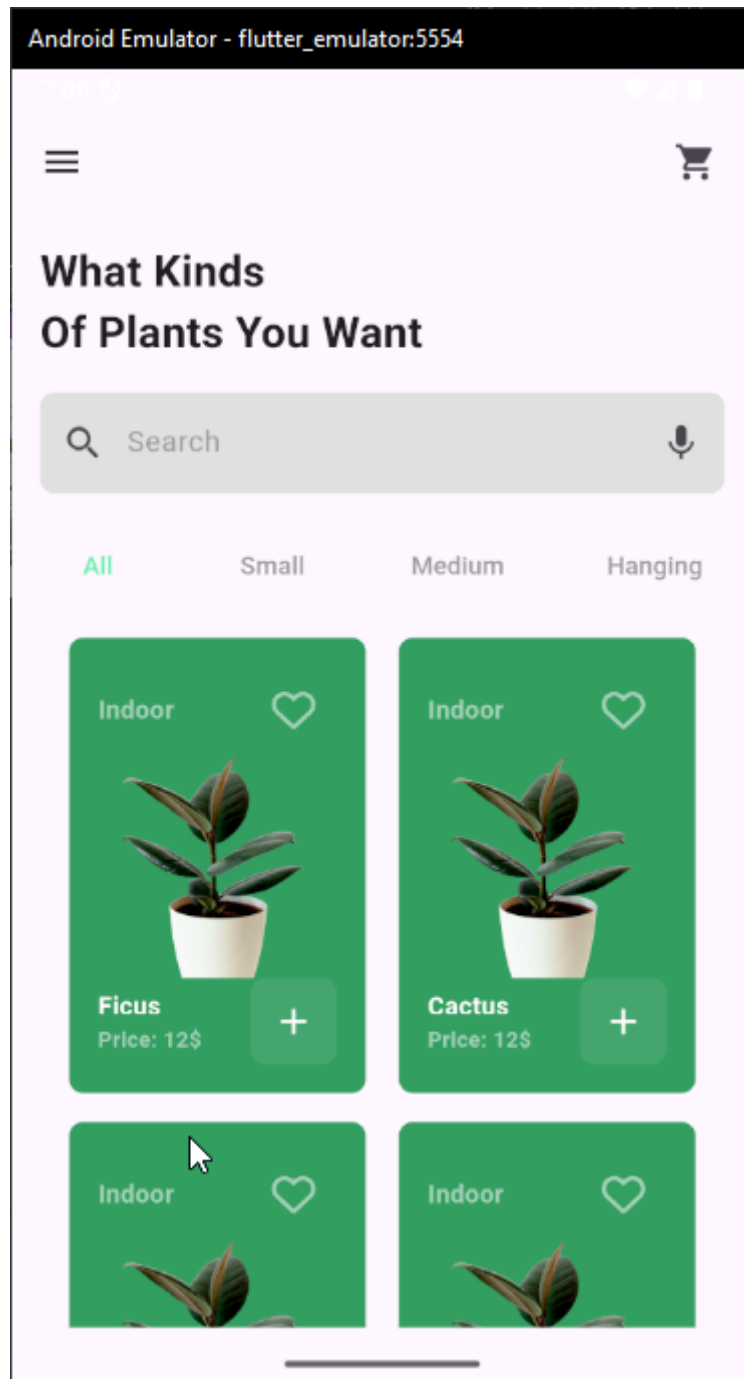 Android Emulator - flutter_emulator:5554
What Kinds
Of Plants You Want
Search
All Small Medium Hanging
Indoor Indoor
Ficus Cactus
Price: 12$ Price: 12$
Indoor Indoor